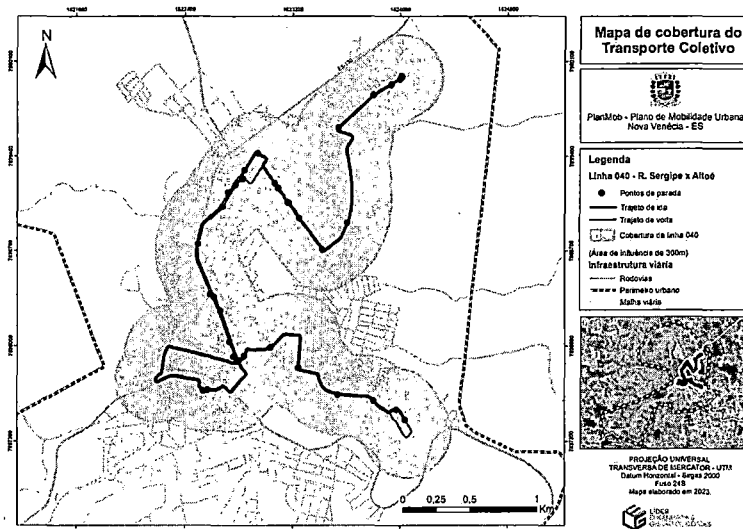 Mapa de cobertura do
Transporte Coletivo
PlanMob - Plano de Mobilidade Urbana
Nova Venécia - ES
Legenda
Linha 040 - R. Sergipe x Altoé
Pontos de parada
Trajeto de ida
Trajeto de volta
Cobertura da linha 040
(Área de influência de 300m)
Infraestrutura viária
Rodovias
Perímetro urbano
Malha viária
N
0 0,25 0,5 1
Km
PROJEÇÃO UNIVERSAL
TRANSVERSA DE MERCATOR - UTM
Datum Horizontal - Sirgas 2000
Fuso 24S
Mapa elaborado em 2023.
LÍDER